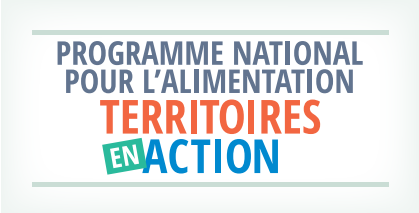 PROGRAMME NATIONAL
POUR L'ALIMENTATION
TERRITOIRES
EN ACTION